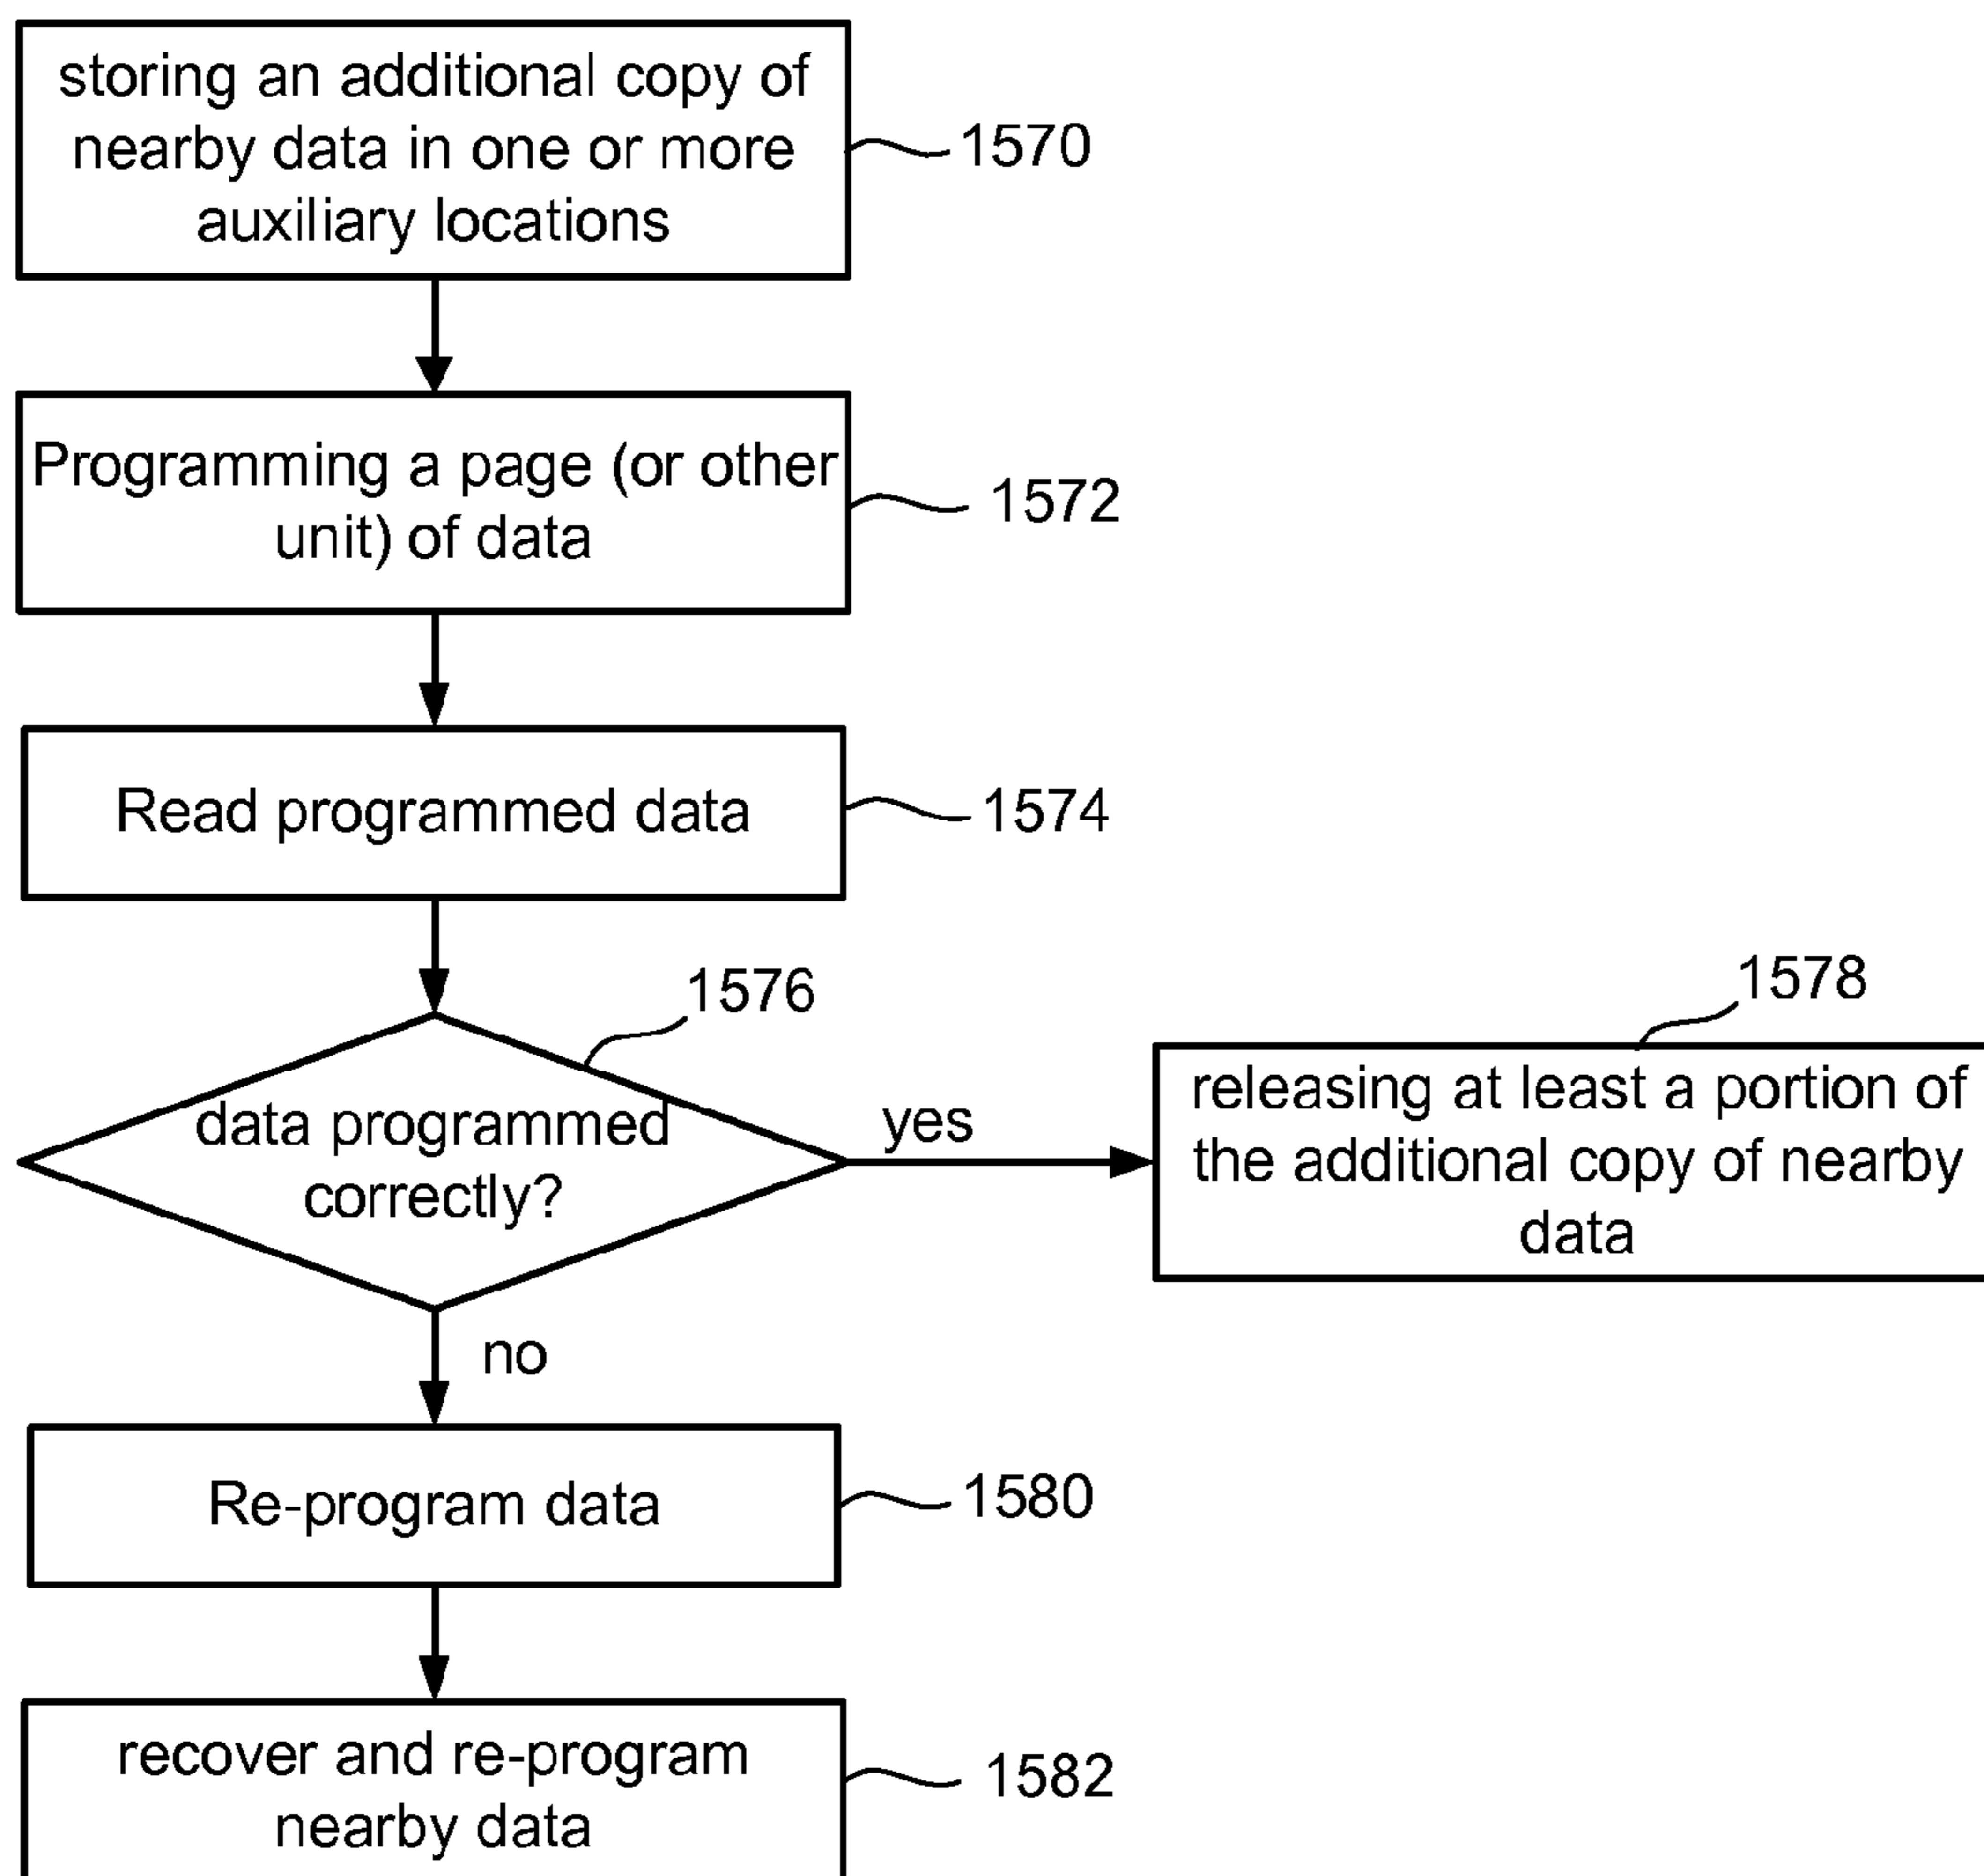 storing an additional copy of
nearby data in one or more
auxiliary locations
1570
Programming a page (or other
unit) of data
1572
Read programmed data
1574
1576
data programmed
correctly?
yes
1578
releasing at least a portion of
the additional copy of nearby
data
no
Re-program data
1580
recover and re-program
nearby data
1582